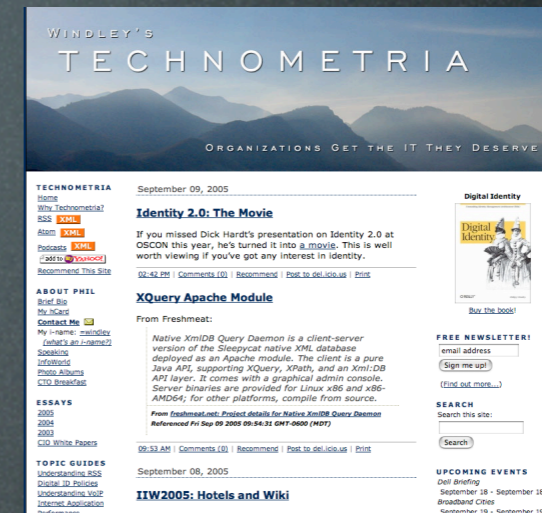 WINDLEY'S
TECHNOMETRIA
ORGANIZATIONS GET THE IT THEY DESERVE
TECHNOMETRIA
Home
Why Technometria?
RSS XML
Atom XML
Podcasts XML
add to MY YAHOO!
Recommend This Site
ABOUT PHIL
Brief Bio
My hCard
Contact Me
My i-name: =windley
(what's an i-name?)
Speaking
InfoWorld
Photo Albums
CTO Breakfast
ESSAYS
2005
2004
2003
CIO White Papers
TOPIC GUIDES
Understanding RSS
Digital ID Policies
Understanding VoIP
Internet Application
Performance
September 09, 2005
Identity 2.0: The Movie
If you missed Dick Hardt's presentation on Identity 2.0 at
OSCON this year, he's turned it into a movie. This is well
worth viewing if you've got any interest in identity.
02:42 PM | Comments (0) | Recommend | Post to del.icio.us | Print
XQuery Apache Module
From Freshmeat:
Native XmlDB Query Daemon is a client-server
version of the Sleepycat native XML database
deployed as an Apache module. The client is a pure
Java API, supporting XQuery, XPath, and an Xml:DB
API layer. It comes with a graphical admin console.
Server binaries are provided for Linux x86 and x86-
AMD64; for other platforms, compile from source.
From freshmeat.net: Project details for Native XmlDB Query Daemon
Referenced Fri Sep 09 2005 09:54:31 GMT-0600 (MDT)
09:53 AM | Comments (0) | Recommend | Post to del.icio.us | Print
September 08, 2005
IIW2005: Hotels and Wiki
Digital Identity
Digital
Identity
O'REILLY
Buy the book!
FREE NEWSLETTER!
email address
Sign me up!
(Find out more...)
SEARCH
Search this site:
Search
UPCOMING EVENTS
Dell Briefing
September 18 - September 18
Broadband Cities
September 19 - September 19